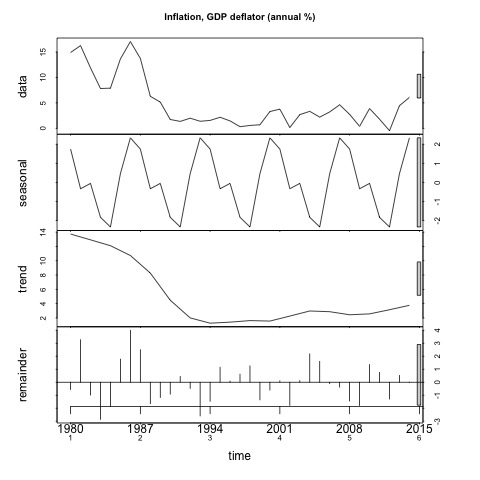 Inflation, GDP deflator (annual %)
data
0 5 10 15
seasonal
-2 -1 0 1 2
trend
2 4 6 8 10 14
remainder
-3 -1 0 1 2 3 4
1980 1987 1994 2001 2008 2015
1 2 3 4 5 6
time